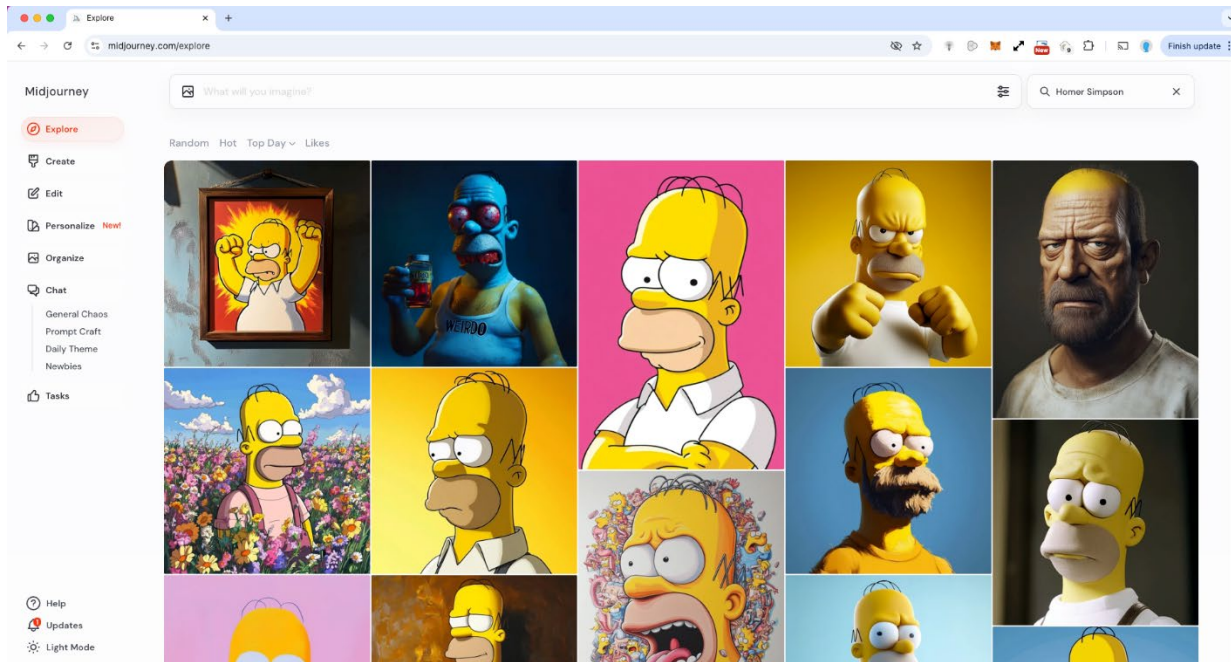 Explore
midjourney.com/explore
New
9
Finish update
Midjourney
What will you imagine?
Homer Simpson
Explore
Random Hot Top Day Likes
Create
Edit
Personalize New!
Organize
Chat
General Chaos
Prompt Craft
Daily Theme
Newbies
Tasks
WEIRDO
Help
Updates
Light Mode